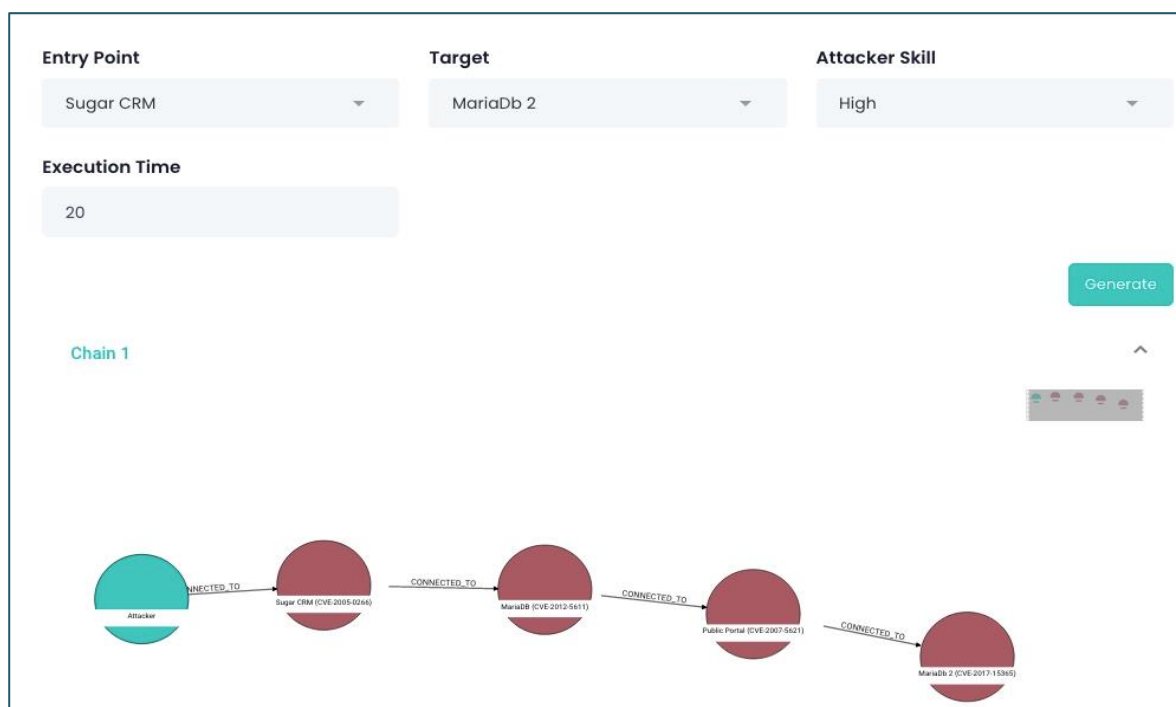 Entry Point
Target
Attacker Skill
Sugar CRM
MariaDb 2
High
Execution Time
20
Generate
Chain 1
NNECTED_TO
CONNECTED_TO
CONNECTED_TO
CONNECTED_TO
Attacker
Sugar CRM (CVE-2005-0266)
MariaDB (CVE-2012-5611)
Public Portal (CVE-2007-5621)
MariaDb 2 (CVE-2017-15365)